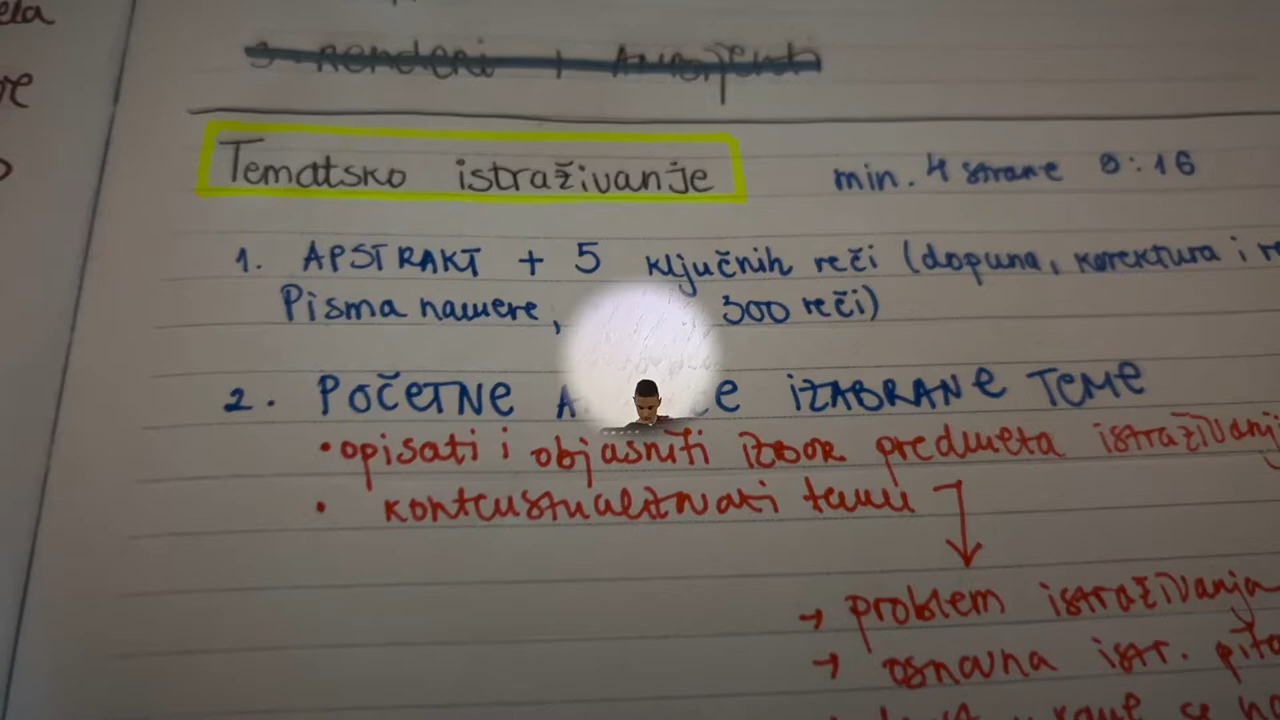 ela
Tematsko istraživanje min. 4 strane 8:16
1. APSTRAKT + 5 ključnih reči (dopuna, korektura i
Pisma namere, 300 reči)
2. POČETNE IZABRANE TEME
• opisati i objasniti izbor predmeta istraživanj
• kontekstualizovati temu
→ problem istraživanja
→ osnovna istr.